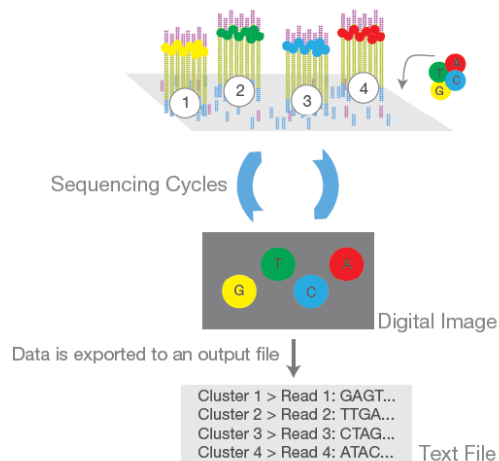 A
T
C
G
1
2
3
4
Sequencing Cycles
T
A
G
C
Digital Image
Data is exported to an output file
Cluster 1 > Read 1: GAGT...
Cluster 2 > Read 2: TTGA...
Cluster 3 > Read 3: CTAG...
Cluster 4 > Read 4: ATAC...
Text File